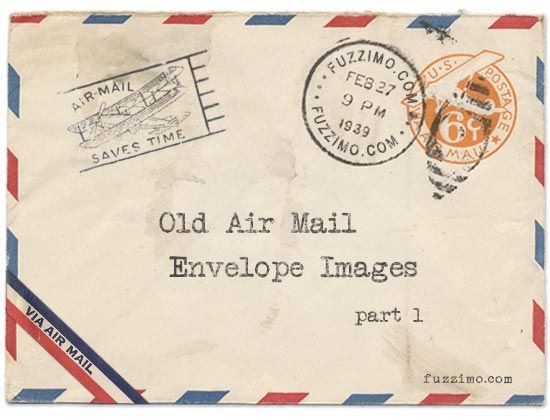 AIR-MAIL
SAVES TIME
FUZZIMO.COM
FEB 27
9 PM
1939
FUZZIMO.COM
U.S. POSTAGE
6¢
AIR MAIL
Old Air Mail
Envelope Images
part 1
VIA AIR MAIL
fuzzimo.com